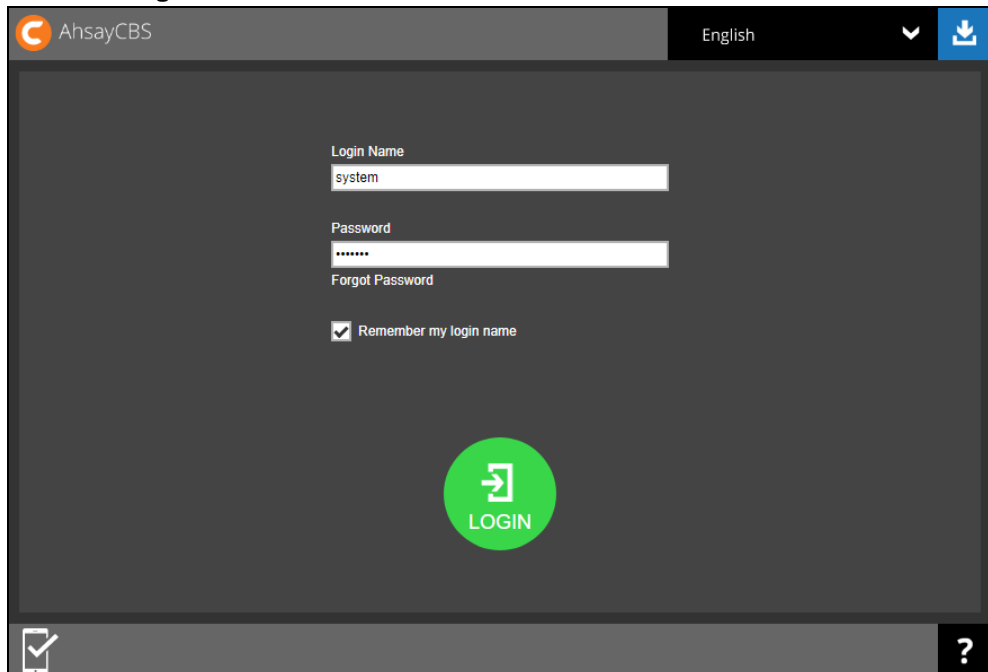 AhsayCBS
English
Login Name
system
Password
•••••••
Forgot Password
Remember my login name
LOGIN
?